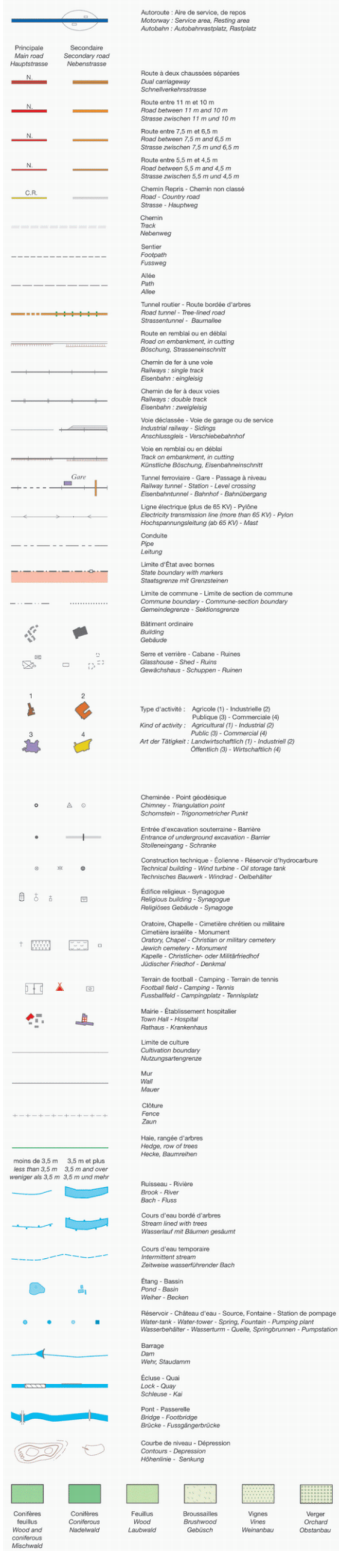 Autoroute : Aire de service, de repos
Motorway : Service area, Resting area
Autobahn : Autobahnrastplatz, Rastplatz
Principale
Main road
Hauptstrasse
Secondaire
Secondary road
Nebenstrasse
N.
Route à deux chaussées séparées
Dual carriageway
Schnellverkehrsstrasse
N.
Route entre 11 m et 10 m
Road between 11 m and 10 m
Strasse zwischen 11 m und 10 m
N.
Route entre 7,5 m et 6,5 m
Road between 7,5 m and 6,5 m
Strasse zwischen 7,5 m und 6,5 m
N.
Route entre 5,5 m et 4,5 m
Road between 5,5 m and 4,5 m
Strasse zwischen 5,5 m und 4,5 m
C.R.
Chemin Repris - Chemin non classé
Road - Country road
Strasse - Hauptweg
Chemin
Track
Nebenweg
Sentier
Footpath
Fussweg
Allée
Path
Allee
Tunnel routier - Route bordée d'arbres
Road tunnel - Tree-lined road
Strassentunnel - Baumallee
Route en remblai ou en déblai
Road on embankment, in cutting
Böschung, Strasseneinschnitt
Chemin de fer à une voie
Railways : single track
Eisenbahn : eingleisig
Chemin de fer à deux voies
Railways : double track
Eisenbahn : zweigleisig
Voie déclassée - Voie de garage ou de service
Industrial railway - Sidings
Anschlussgleis - Verschiebebahnhof
Voie en remblai ou en déblai
Track on embankment, in cutting
Künstliche Böschung, Eisenbahneinschnitt
Gare
Tunnel ferroviaire - Gare - Passage à niveau
Railway tunnel - Station - Level crossing
Eisenbahntunnel - Bahnhof - Bahnübergang
Ligne électrique (plus de 65 KV) - Pylône
Electricity transmission line (more than 65 KV) - Pylon
Hochspannungsleitung (ab 65 KV) - Mast
Conduite
Pipe
Leitung
Limite d'État avec bornes
State boundary with markers
Staatsgrenze mit Grenzsteinen
Limite de commune - Limite de section de commune
Commune boundary - Commune-section boundary
Gemeindegrenze - Sektionsgrenze
Bâtiment ordinaire
Building
Gebäude
Serre et verrière - Cabane - Ruines
Glasshouse - Shed - Ruins
Gewächshaus - Schuppen - Ruinen
1 2
3 4
Type d'activité : Agricole (1) - Industrielle (2)
Publique (3) - Commerciale (4)
Kind of activity : Agricultural (1) - Industrial (2)
Public (3) - Commercial (4)
Art der Tätigkeit : Landwirtschaftlich (1) - Industriell (2)
Öffentlich (3) - Wirtschaftlich (4)
Cheminée - Point géodésique
Chimney - Triangulation point
Schornstein - Trigonometricher Punkt
Entrée d'excavation souterraine - Barrière
Entrance of underground excavation - Barrier
Stolleneingang - Schranke
Construction technique - Éolienne - Réservoir d'hydrocarbure
Technical building - Wind turbine - Oil storage tank
Technisches Bauwerk - Windrad - Oelbehälter
Édifice religieux - Synagogue
Religious building - Synagogue
Religiöses Gebäude - Synagoge
Oratoire, Chapelle - Cimetière chrétien ou militaire
Cimetière israélite - Monument
Oratory, Chapel - Christian or military cemetery
Jewich cemetery - Monument
Kapelle - Christlicher- oder Militärfriedhof
Jüdischer Friedhof - Denkmal
Terrain de football - Camping - Terrain de tennis
Football field - Camping - Tennis
Fussballfeld - Campingplatz - Tennisplatz
Mairie - Établissement hospitalier
Town Hall - Hospital
Rathaus - Krankenhaus
Limite de culture
Cultivation boundary
Nutzungsartengrenze
Mur
Wall
Mauer
Clôture
Fence
Zaun
Haie, rangée d'arbres
Hedge, row of trees
Hecke, Baumreihen
moins de 3,5 m
less than 3,5 m
weniger als 3,5 m
3,5 m et plus
3,5 m and over
3,5 m und mehr
Ruisseau - Rivière
Brook - River
Bach - Fluss
Cours d'eau bordé d'arbres
Stream lined with trees
Wasserlauf mit Bäumen gesäumt
Cours d'eau temporaire
Intermittent stream
Zeitweise wasserführender Bach
Étang - Bassin
Pond - Basin
Weiher - Becken
Réservoir - Château d'eau - Source, Fontaine - Station de pompage
Water-tank - Water-tower - Spring, Fountain - Pumping plant
Wasserbehälter - Wasserturm - Quelle, Springbrunnen - Pumpstation
Barrage
Dam
Wehr, Staudamm
Écluse - Quai
Lock - Quay
Schleuse - Kai
Pont - Passerelle
Bridge - Footbridge
Brücke - Fussgängerbrücke
Courbe de niveau - Dépression
Contours - Depression
Höhenlinie - Senkung
Conifères
feuillus
Wood and
coniferous
Mischwald
Conifères
Coniferous
Nadelwald
Feuillus
Wood
Laubwald
Broussailles
Brushwood
Gebüsch
Vignes
Vines
Weinanbau
Verger
Orchard
Obstanbau